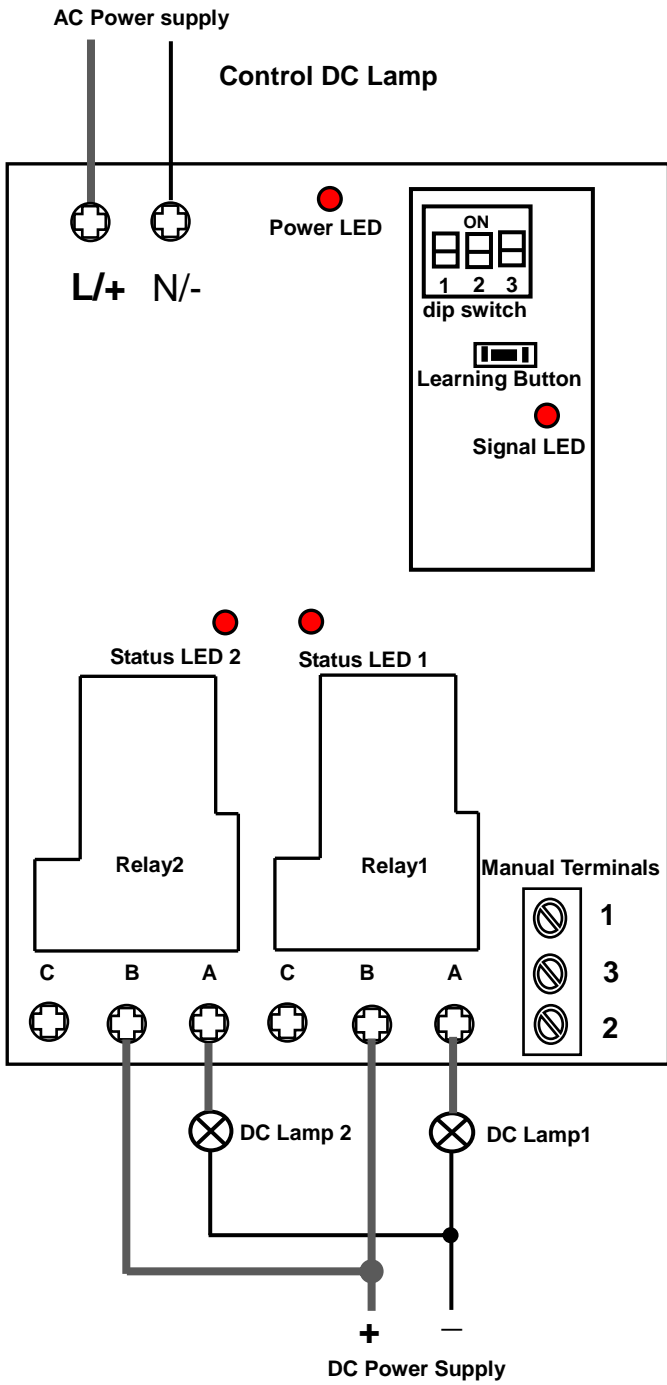 AC Power supply
Control DC Lamp
L/+ N/-
Power LED
ON
1 2 3
dip switch
Learning Button
Signal LED
Status LED 2
Status LED 1
Relay2
Relay1
Manual Terminals
1
3
2
C B A C B A
DC Lamp 2
DC Lamp1
+ −
DC Power Supply